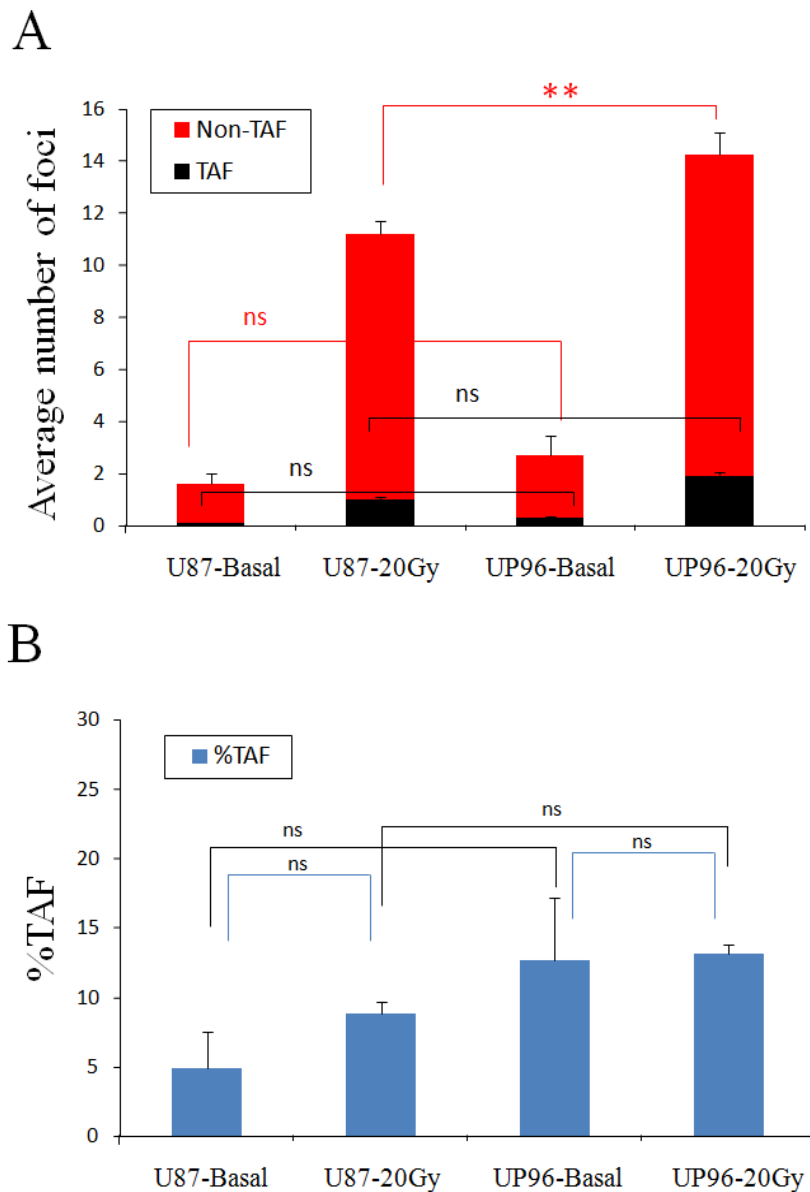 A
Average number of foci
16
14
12
10
8
6
4
2
0
Non-TAF
TAF
**
ns
ns
ns
U87-Basal U87-20Gy UP96-Basal UP96-20Gy
B
%TAF
30
25
20
15
10
5
0
%TAF
ns
ns
ns
ns
U87-Basal U87-20Gy UP96-Basal UP96-20Gy